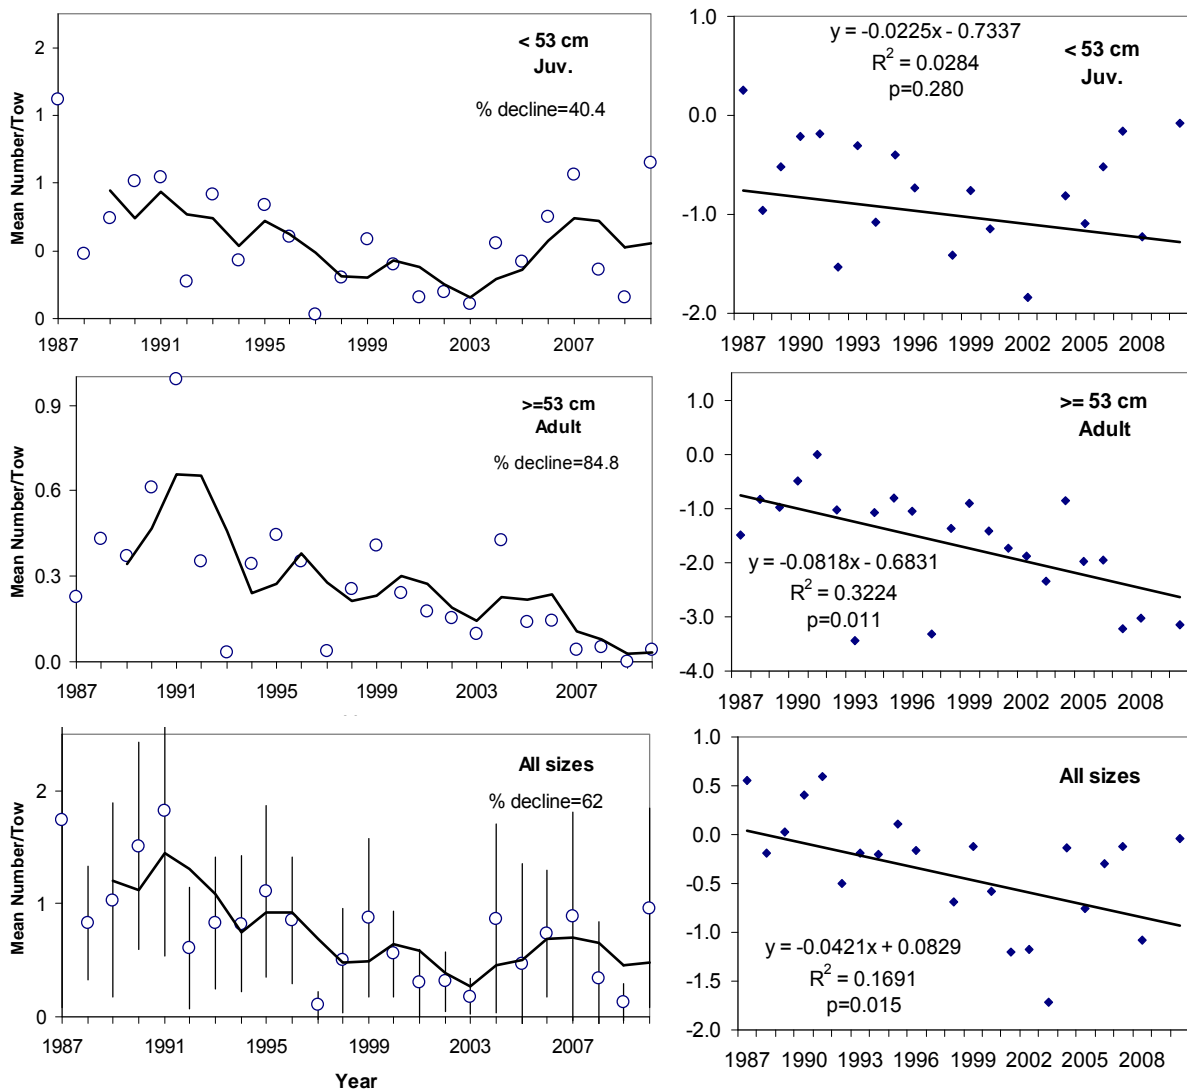 Mean Number/Tow
2
1
1
0
0
1987
1991
1995
1999
2003
2007
< 53 cm
Juv.
% decline=40.4
1.0
0.0
-1.0
-2.0
1987
1990
1993
1996
1999
2002
2005
2008
y = -0.0225x - 0.7337
R² = 0.0284
p=0.280
< 53 cm
Juv.
Mean Number/Tow
0.9
0.6
0.3
0.0
1987
1991
1995
1999
2003
2007
>=53 cm
Adult
% decline=84.8
1.0
0.0
-1.0
-2.0
-3.0
-4.0
1987
1990
1993
1996
1999
2002
2005
2008
>= 53 cm
Adult
y = -0.0818x - 0.6831
R² = 0.3224
p=0.011
Mean Number/Tow
2
1
0
1987
1991
1995
1999
2003
2007
Year
All sizes
% decline=62
1.0
0.5
0.0
-0.5
-1.0
-1.5
-2.0
1987
1990
1993
1996
1999
2002
2005
2008
All sizes
y = -0.0421x + 0.0829
R² = 0.1691
p=0.015